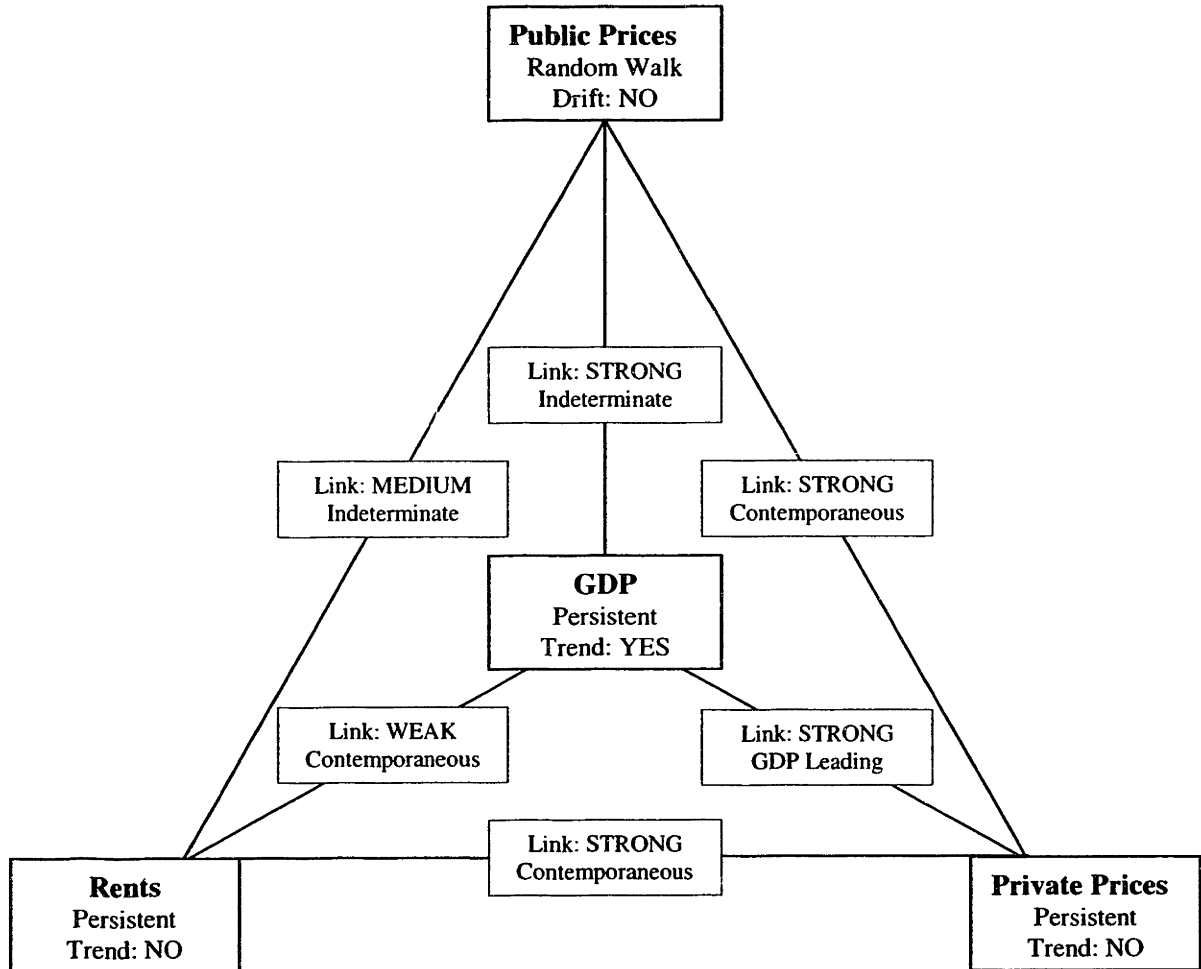 Public Prices
Random Walk
Drift: NO
Link: STRONG
Indeterminate
Link: MEDIUM
Indeterminate
Link: STRONG
Contemporaneous
GDP
Persistent
Trend: YES
Link: WEAK
Contemporaneous
Link: STRONG
GDP Leading
Link: STRONG
Contemporaneous
Rents
Persistent
Trend: NO
Private Prices
Persistent
Trend: NO